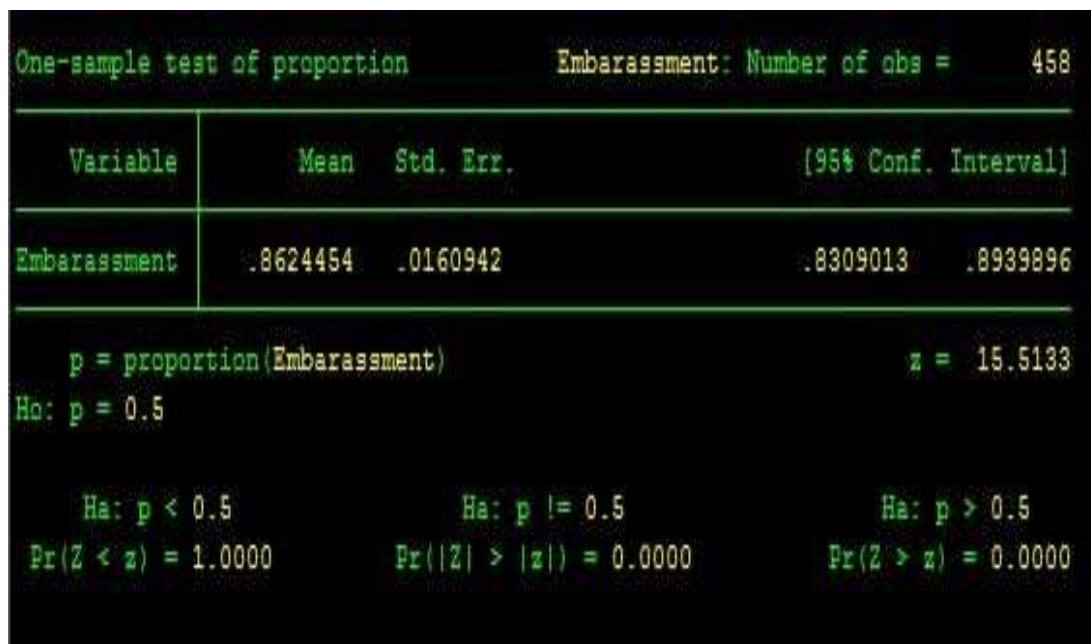 One-sample test of proportion Embarassment: Number of obs = 458
Variable Mean Std. Err. [95% Conf. Interval]
Embarassment .8624454 .0160942 .8309013 .8939896
p = proportion(Embarassment) z = 15.5133
Ho: p = 0.5
Ha: p < 0.5 Ha: p != 0.5 Ha: p > 0.5
Pr(Z < z) = 1.0000 Pr(|Z| > |z|) = 0.0000 Pr(Z > z) = 0.0000